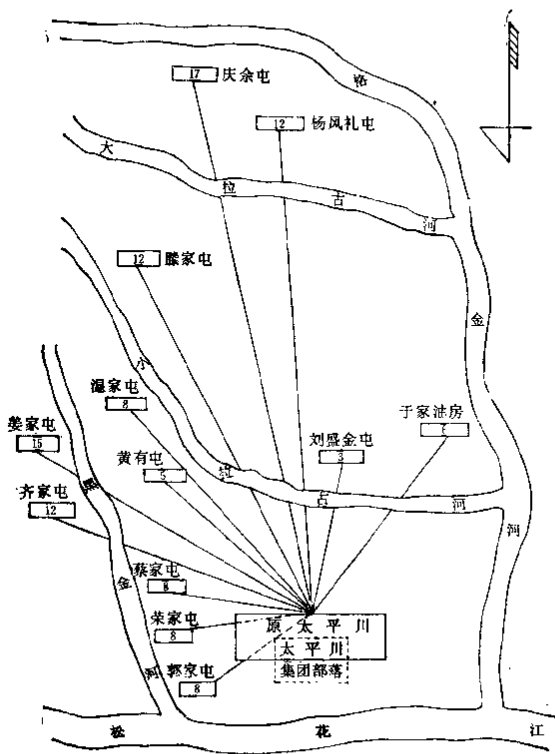 17 庆余屯
12 杨风礼屯
洛
金
河
大拉古河
12 滕家屯
小拉古河
温家屯
8
于家油房
姜家屯
15
黄有屯
5
刘盛金屯
3
齐家屯
12
金
河
蔡家屯
8
荣家屯
8
郭家屯
8
原太平川
太平川
集团部落
松花江